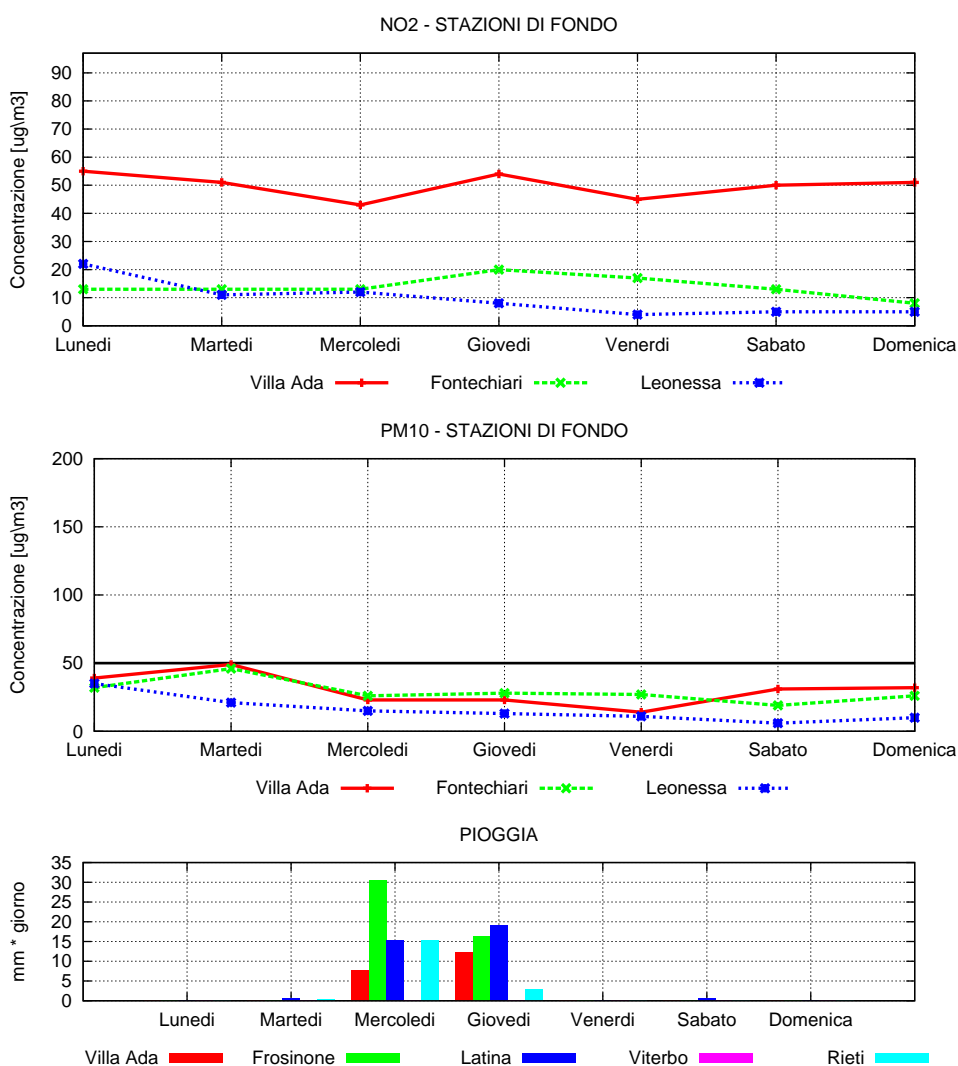 NO2 - STAZIONI DI FONDO
Concentrazione [ug\m3]
90
80
70
60
50
40
30
20
10
0
Lunedi Martedi Mercoledi Giovedi Venerdi Sabato Domenica
Villa Ada Fontechiari Leonessa
PM10 - STAZIONI DI FONDO
Concentrazione [ug\m3]
200
150
100
50
0
Lunedi Martedi Mercoledi Giovedi Venerdi Sabato Domenica
Villa Ada Fontechiari Leonessa
PIOGGIA
mm * giorno
35
30
25
20
15
10
5
0
Lunedi Martedi Mercoledi Giovedi Venerdi Sabato Domenica
Villa Ada Frosinone Latina Viterbo Rieti